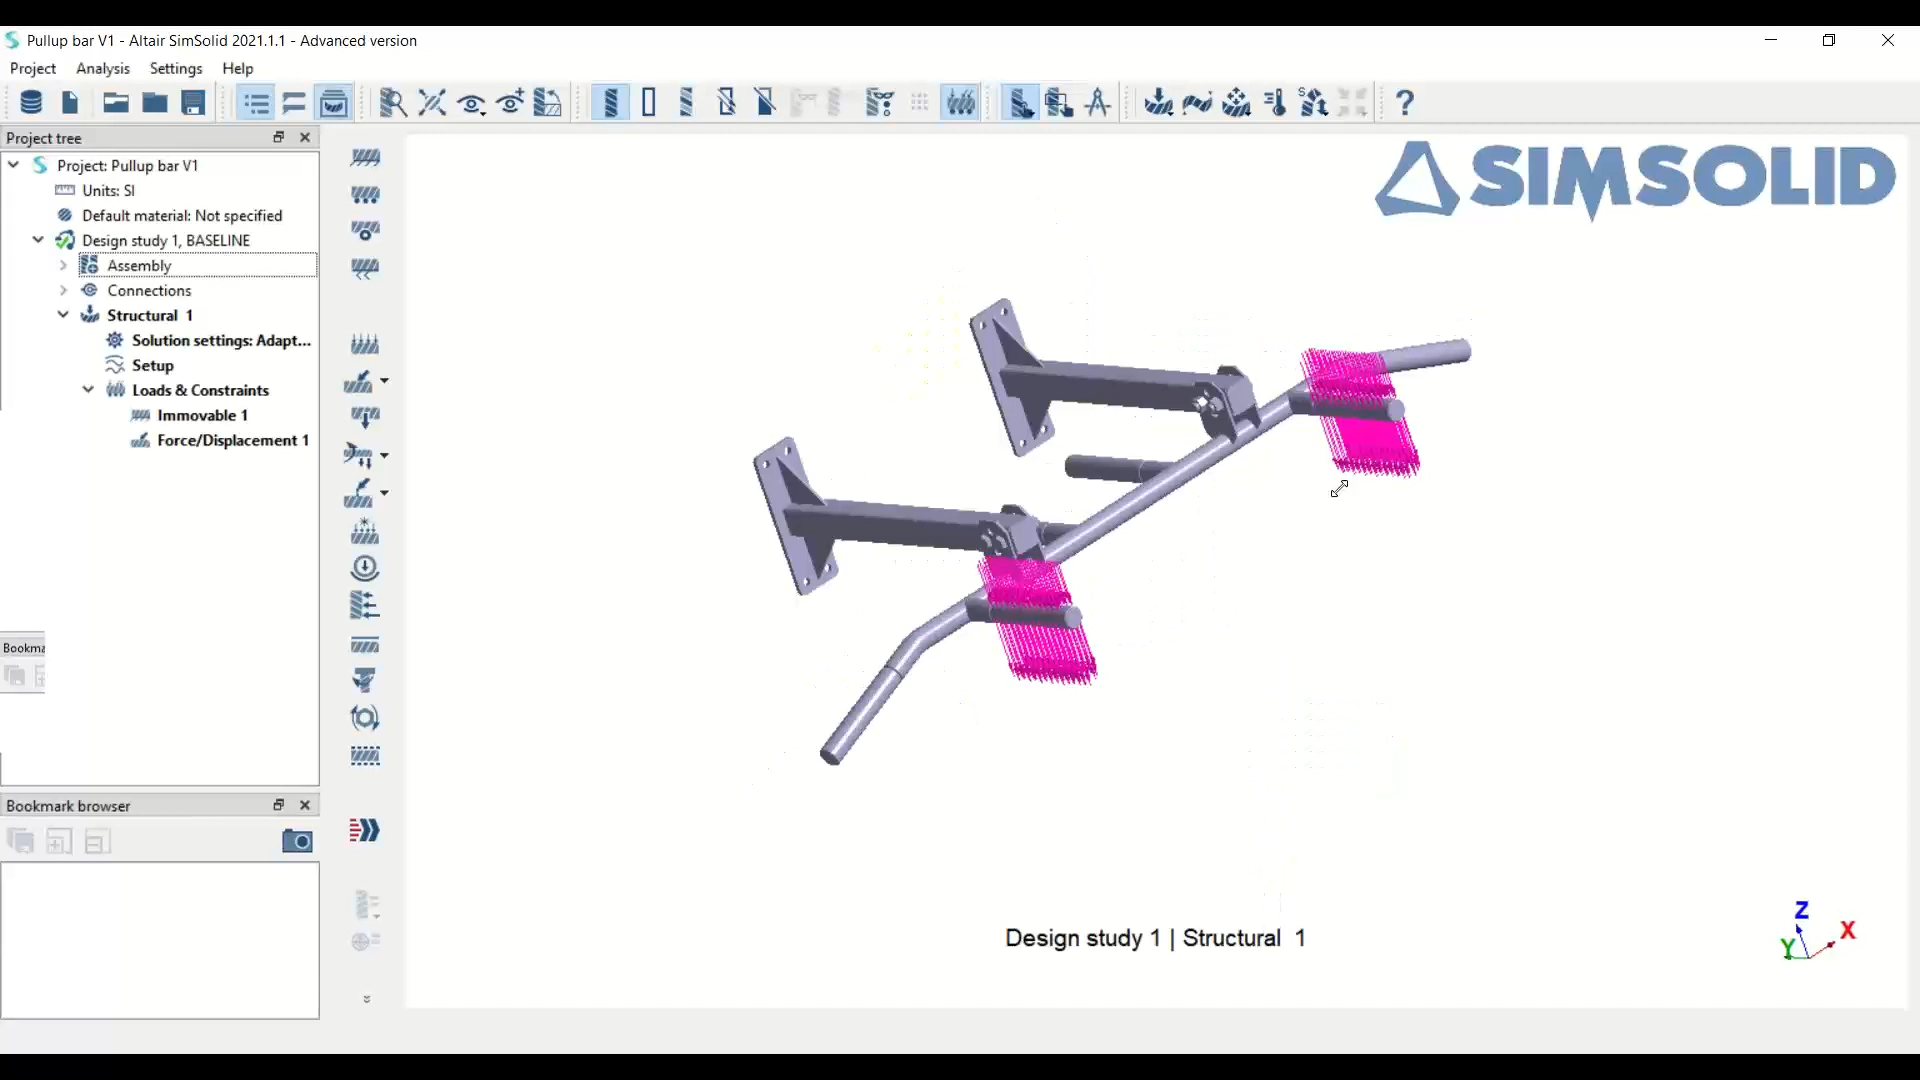 Pullup bar V1 - Altair SimSolid 2021.1.1 - Advanced version
Project Analysis Settings Help
Project tree
Project: Pullup bar V1
Units: SI
Default material: Not specified
Design study 1, BASELINE
Assembly
Connections
Structural 1
Solution settings: Adapt...
Setup
Loads & Constraints
Immovable 1
Force/Displacement 1
Bookma
Bookmark browser
SIMSOLID
Design study 1 | Structural 1
Z
X
Y